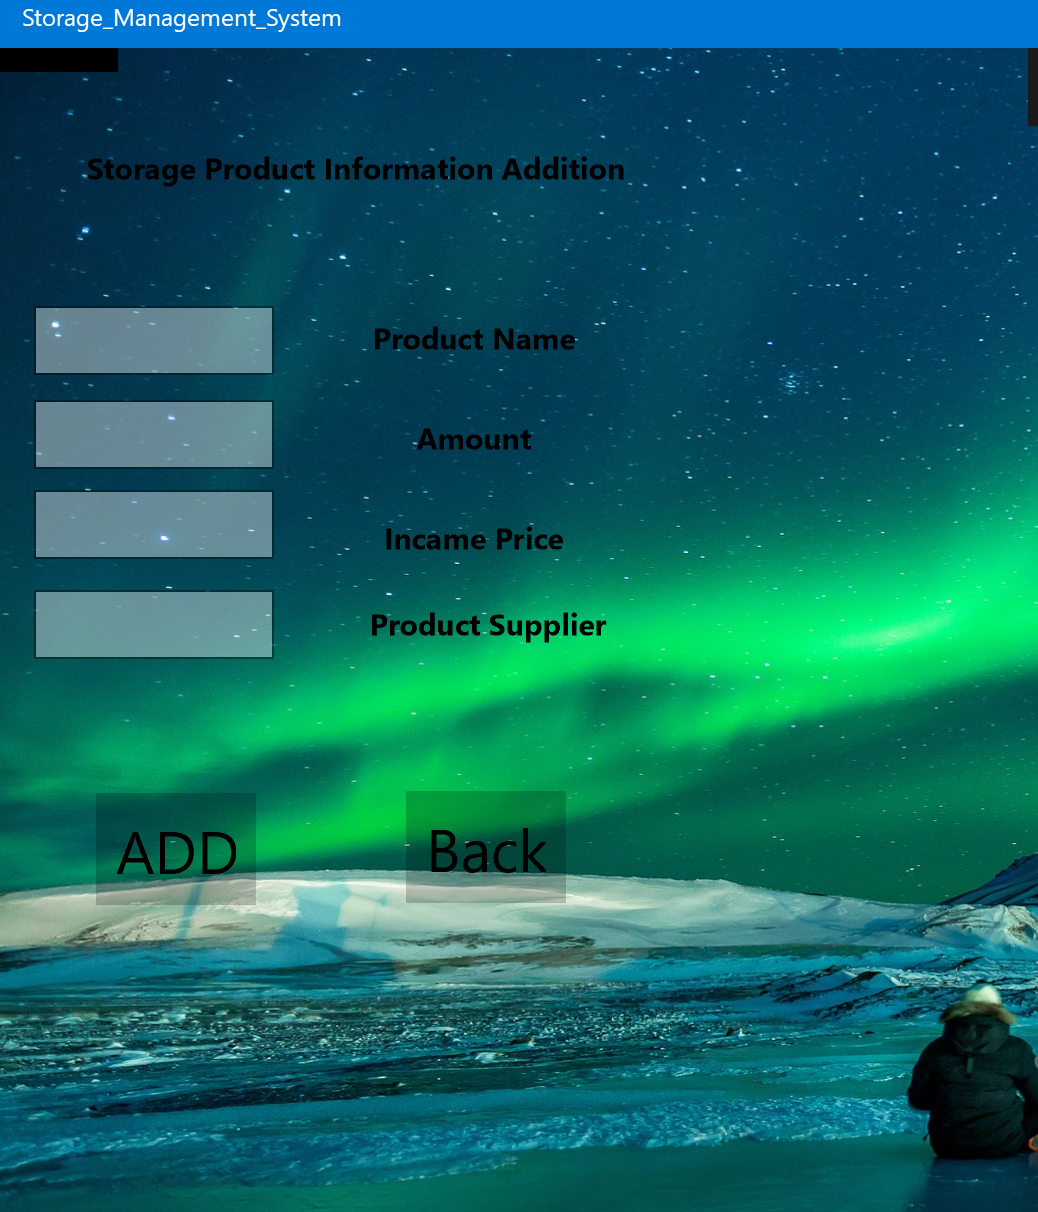 Storage_Management_System
Storage Product Information Addition
Product Name
Amount
Incame Price
Product Supplier
ADD
Back